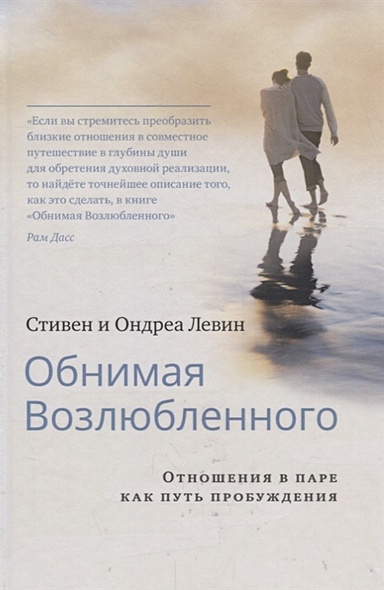 «Если вы стремитесь преобразить
близкие отношения в совместное
путешествие в глубины души
для обретения духовной реализации,
то найдёте точнейшее описание того,
как это сделать, в книге
«Обнимая Возлюбленного»
Рам Дасс
Стивен и Ондреа Левин
Обнимая
Возлюбленного
Отношения в паре
как путь пробуждения